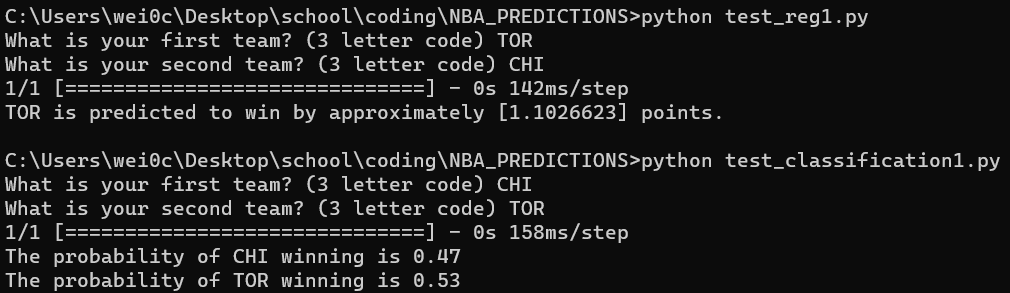 C:\Users\wei0c\Desktop\school\coding\NBA_PREDICTIONS>python test_reg1.py
What is your first team? (3 letter code) TOR
What is your second team? (3 letter code) CHI
1/1 [==============================] - 0s 142ms/step
TOR is predicted to win by approximately [1.1026623] points.
C:\Users\wei0c\Desktop\school\coding\NBA_PREDICTIONS>python test_classification1.py
What is your first team? (3 letter code) CHI
What is your second team? (3 letter code) TOR
1/1 [==============================] - 0s 158ms/step
The probability of CHI winning is 0.47
The probability of TOR winning is 0.53